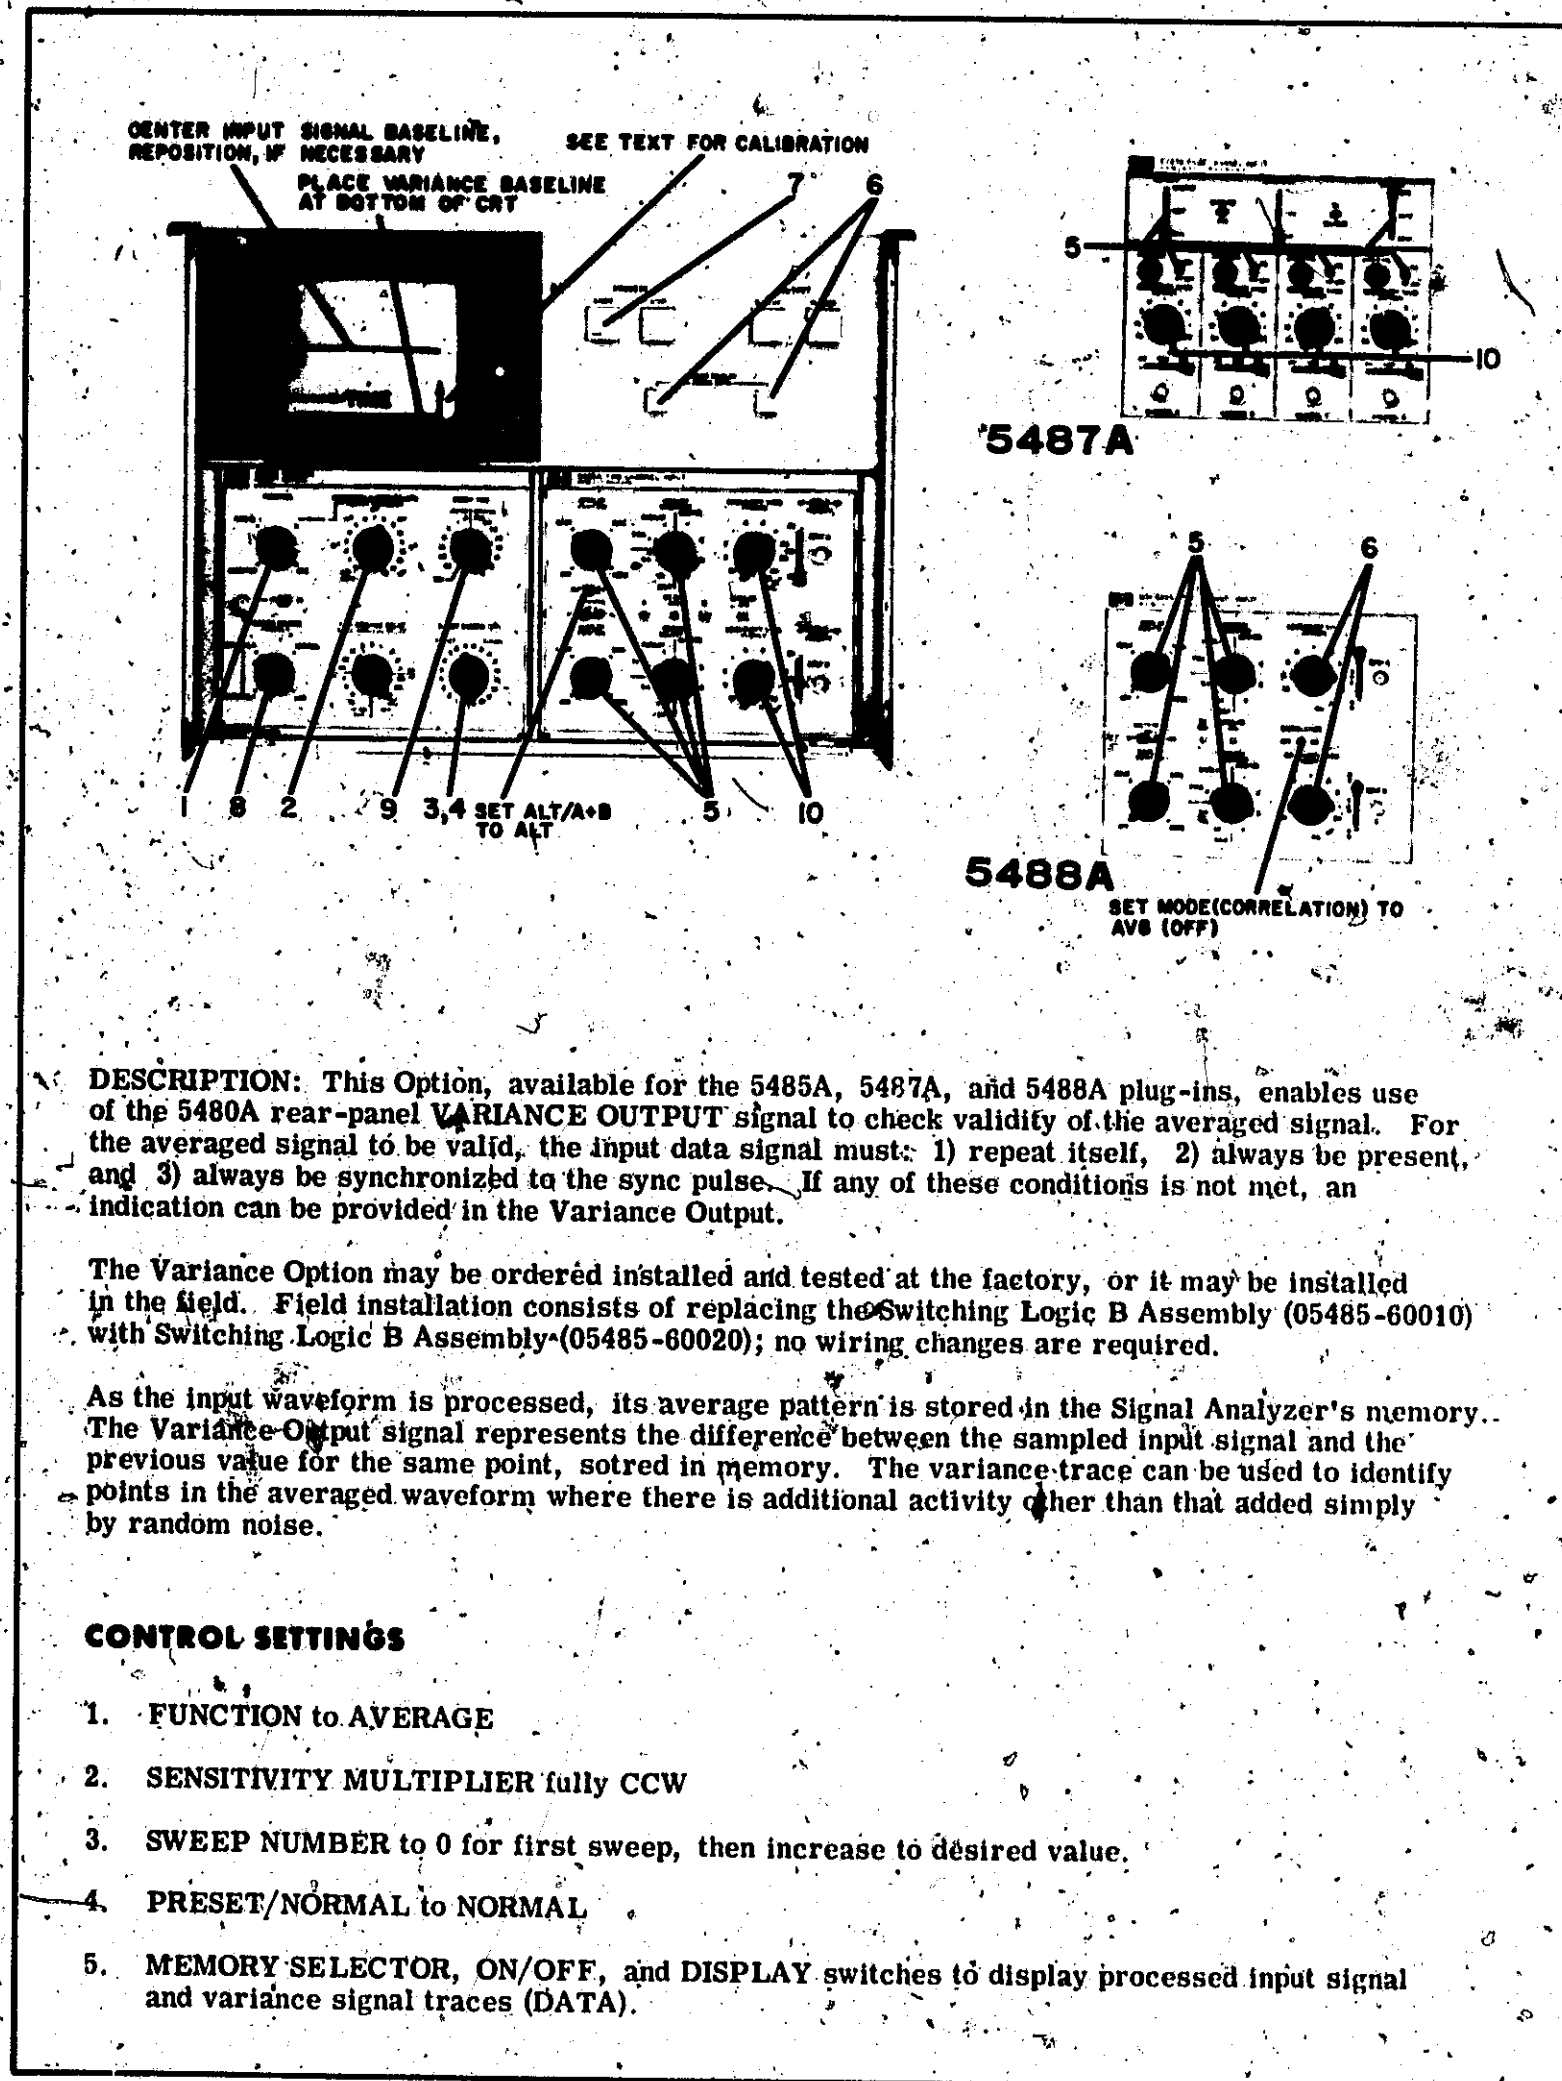 CENTER INPUT SIGNAL BASELINE,
REPOSITION, IF NECESSARY
SEE TEXT FOR CALIBRATION
PLACE VARIANCE BASELINE
AT BOTTOM OF CRT
7
6
5
10
5487A
TIME
5
6
1
8
2
9
3,4
SET ALT/A+B
TO ALT
5
10
5488A
SET MODE(CORRELATION) TO
AVG (OFF)
DESCRIPTION: This Option, available for the 5485A, 5487A, and 5488A plug-ins, enables use
of the 5480A rear-panel VARIANCE OUTPUT signal to check validity of the averaged signal. For
the averaged signal to be valid, the input data signal must: 1) repeat itself, 2) always be present,
and 3) always be synchronized to the sync pulse. If any of these conditions is not met, an
indication can be provided in the Variance Output.
The Variance Option may be ordered installed and tested at the factory, or it may be installed
in the field. Field installation consists of replacing the Switching Logic B Assembly (05485-60010)
with Switching Logic B Assembly (05485-60020); no wiring changes are required.
As the input waveform is processed, its average pattern is stored in the Signal Analyzer's memory.
The Variance Output signal represents the difference between the sampled input signal and the
previous value for the same point, sotred in memory. The variance trace can be used to identify
points in the averaged waveform where there is additional activity other than that added simply
by random noise.
CONTROL SETTINGS
1. FUNCTION to AVERAGE
2. SENSITIVITY MULTIPLIER fully CCW
3. SWEEP NUMBER to 0 for first sweep, then increase to desired value.
4. PRESET/NORMAL to NORMAL
5. MEMORY SELECTOR, ON/OFF, and DISPLAY switches to display processed input signal
and variance signal traces (DATA).